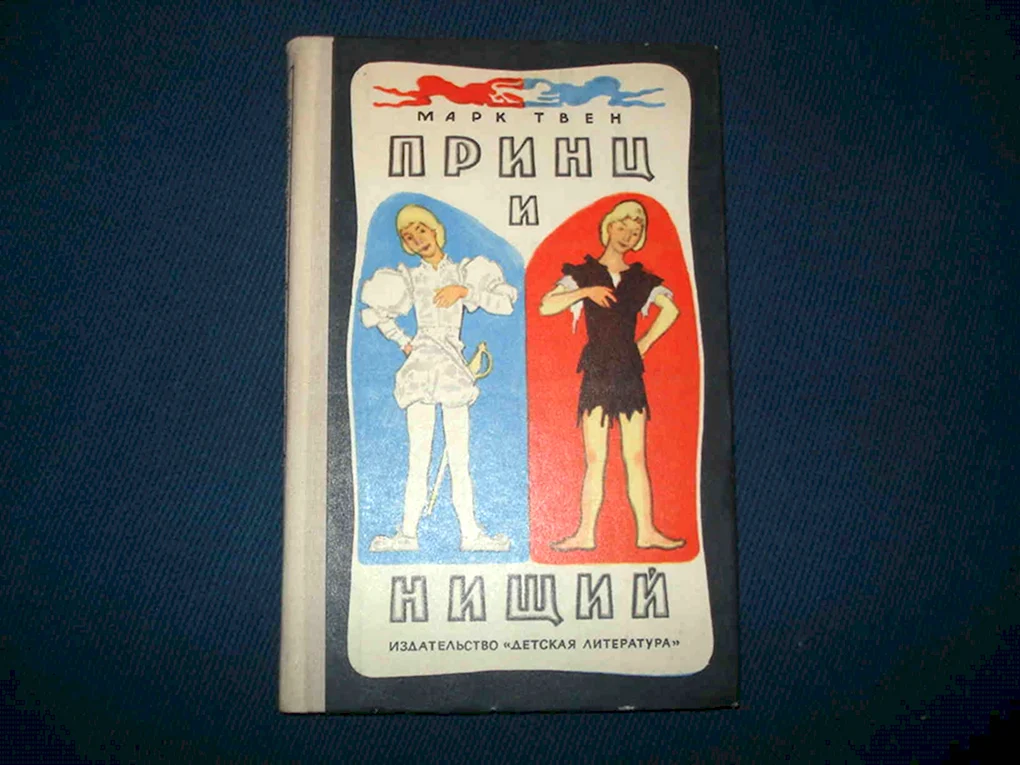 МАРК ТВЕН
ПРИНЦ
И
НИЩИЙ
ИЗДАТЕЛЬСТВО «ДЕТСКАЯ ЛИТЕРАТУРА»